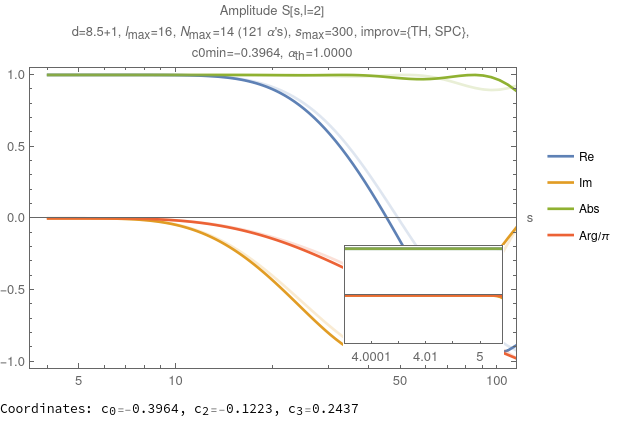 Amplitude S[s,l=2]
d=8.5+1, lmax=16, Nmax=14 (121 α's), smax=300, improv={TH, SPC},
c0min=−0.3964, αth=1.0000
1.0
0.5
0.0
−0.5
−1.0
s
Re
Im
Abs
Arg/π
4.0001 4.01 5
5 10 50 100
Coordinates: c0=-0.3964, c2=-0.1223, c3=0.2437